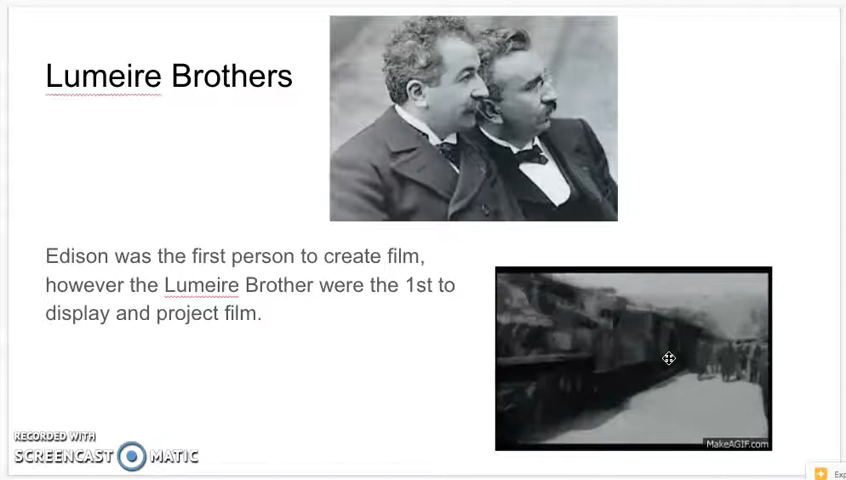 Lumeire Brothers
Edison was the first person to create film,
however the Lumeire Brother were the 1st to
display and project film.
MakeAGIF.com
RECORDED WITH
SCREENCAST MATIC
Exp